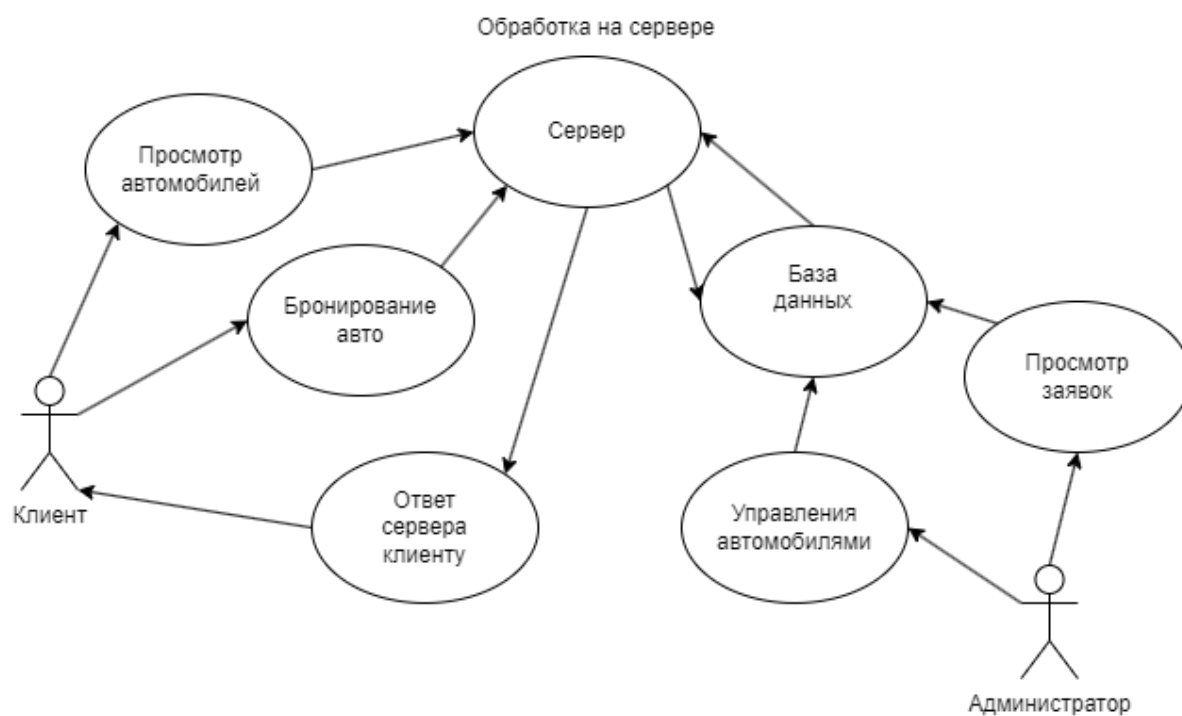 Обработка на сервере
Сервер
Просмотр
автомобилей
Бронирование
авто
База
данных
Просмотр
заявок
Ответ
сервера
клиенту
Управления
автомобилями
Клиент
Администратор